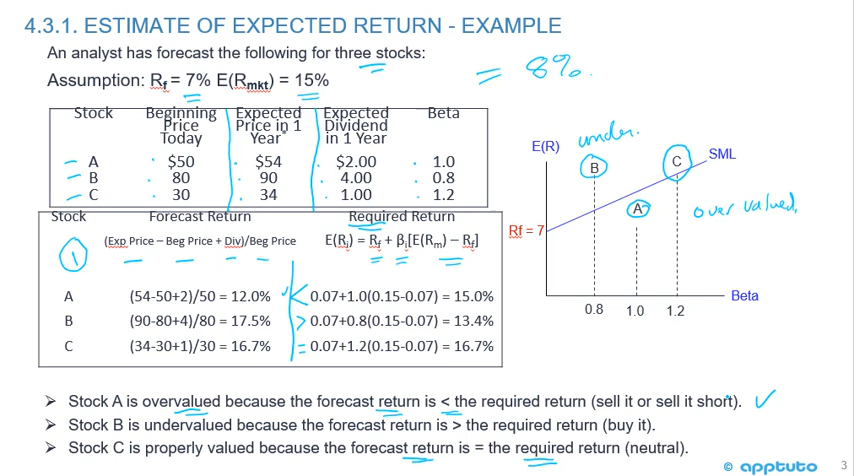 4.3.1. ESTIMATE OF EXPECTED RETURN - EXAMPLE
An analyst has forecast the following for three stocks:
Assumption: Rf = 7% E(Rmkt) = 15%
= 8%.
Stock Beginning Price Today Expected Price in 1 Year Expected Dividend in 1 Year Beta
A $50 $54 $2.00 1.0
B 80 90 4.00 0.8
C 30 34 1.00 1.2
Stock Forecast Return Required Return
1 (Exp Price – Beg Price + Div)/Beg Price E(Ri) = Rf + βi[E(Rm) – Rf]
A (54-50+2)/50 = 12.0% < 0.07+1.0(0.15-0.07) = 15.0%
B (90-80+4)/80 = 17.5% > 0.07+0.8(0.15-0.07) = 13.4%
C (34-30+1)/30 = 16.7% = 0.07+1.2(0.15-0.07) = 16.7%
under.
E(R)
SML
B
C
A
over valued,
Rf = 7
Beta
0.8 1.0 1.2
➢ Stock A is overvalued because the forecast return is < the required return (sell it or sell it short). ✓
➢ Stock B is undervalued because the forecast return is > the required return (buy it).
➢ Stock C is properly valued because the forecast return is = the required return (neutral).
© apptuto
3